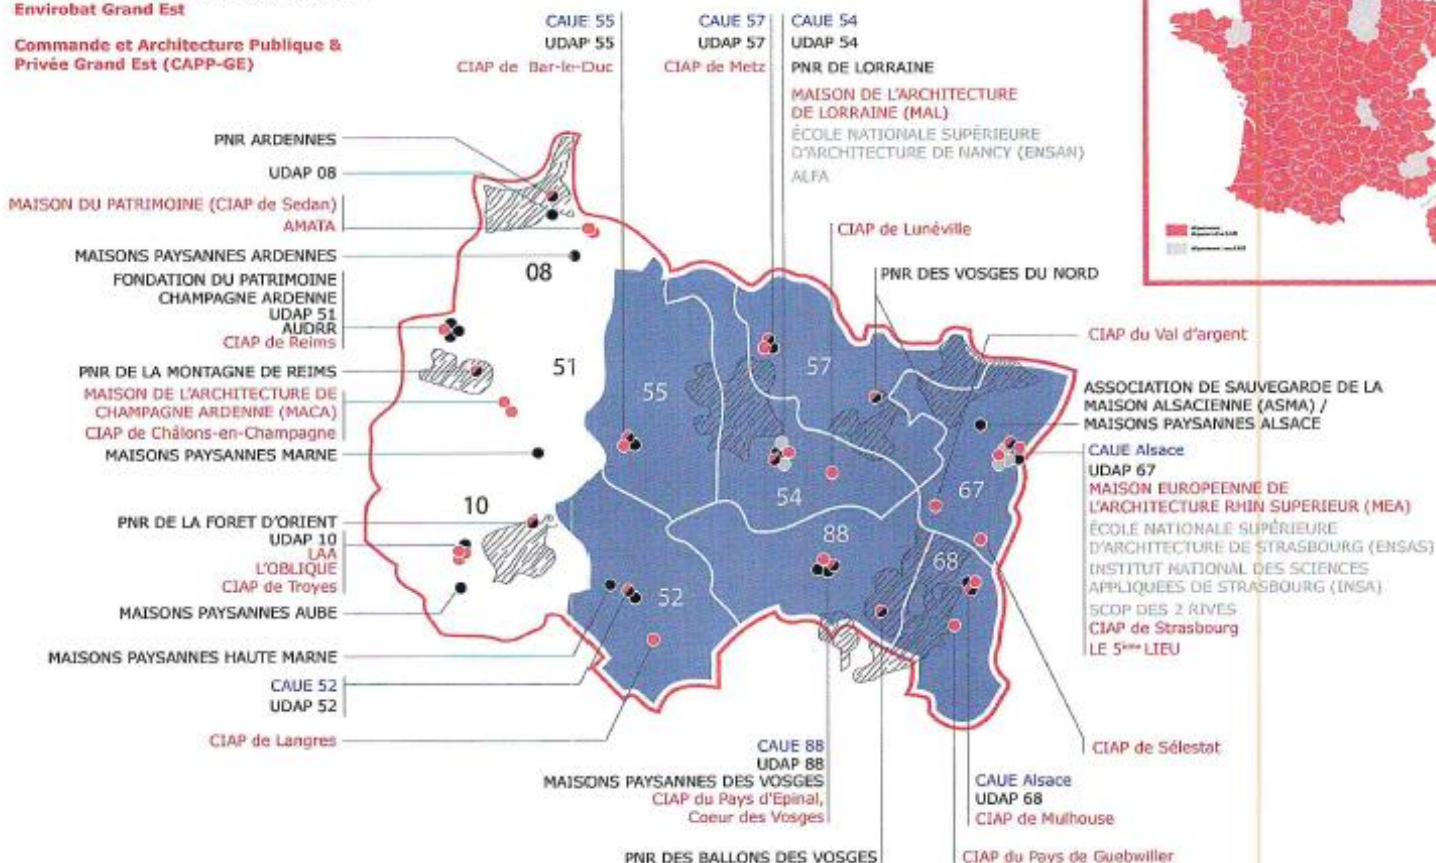 Envirobat Grand Est
Commande et Architecture Publique &
Privée Grand Est (CAPP-GE)
CAUE 55
UDAP 55
CIAP de Bar-le-Duc
CAUE 57
UDAP 57
CIAP de Metz
CAUE 54
UDAP 54
PNR DE LORRAINE
MAISON DE L'ARCHITECTURE
DE LORRAINE (MAL)
ÉCOLE NATIONALE SUPÉRIEURE
D'ARCHITECTURE DE NANCY (ENSAN)
ALFA
PNR ARDENNES
UDAP 08
MAISON DU PATRIMOINE (CIAP de Sedan)
AMATA
MAISONS PAYSANNES ARDENNES
FONDATION DU PATRIMOINE
CHAMPAGNE ARDENNE
UDAP 51
AUDRR
CIAP de Reims
PNR DE LA MONTAGNE DE REIMS
MAISON DE L'ARCHITECTURE DE
CHAMPAGNE ARDENNE (MACA)
CIAP de Châlons-en-Champagne
MAISONS PAYSANNES MARNE
PNR DE LA FORET D'ORIENT
UDAP 10
LAA
L'OBLIQUE
CIAP de Troyes
MAISONS PAYSANNES AUBE
MAISONS PAYSANNES HAUTE MARNE
CAUE 52
UDAP 52
CIAP de Langres
08
51
10
55
57
54
67
88
68
52
CIAP de Lunéville
PNR DES VOSGES DU NORD
CIAP du Val d'argent
ASSOCIATION DE SAUVEGARDE DE LA
MAISON ALSACIENNE (ASMA) /
MAISONS PAYSANNES ALSACE
CAUE Alsace
UDAP 67
MAISON EUROPEENNE DE
L'ARCHITECTURE RHIN SUPERIEUR (MEA)
ÉCOLE NATIONALE SUPÉRIEURE
D'ARCHITECTURE DE STRASBOURG (ENSAS)
INSTITUT NATIONAL DES SCIENCES
APPLIQUEES DE STRASBOURG (INSA)
SCOP DES 2 RIVES
CIAP de Strasbourg
LE 5ème LIEU
CIAP de Sélestat
CAUE 88
UDAP 88
MAISONS PAYSANNES DES VOSGES
CIAP du Pays d'Epinal,
Coeur des Vosges
CAUE Alsace
UDAP 68
CIAP de Mulhouse
PNR DES BALLONS DES VOSGES
CIAP du Pays de Guebwiller